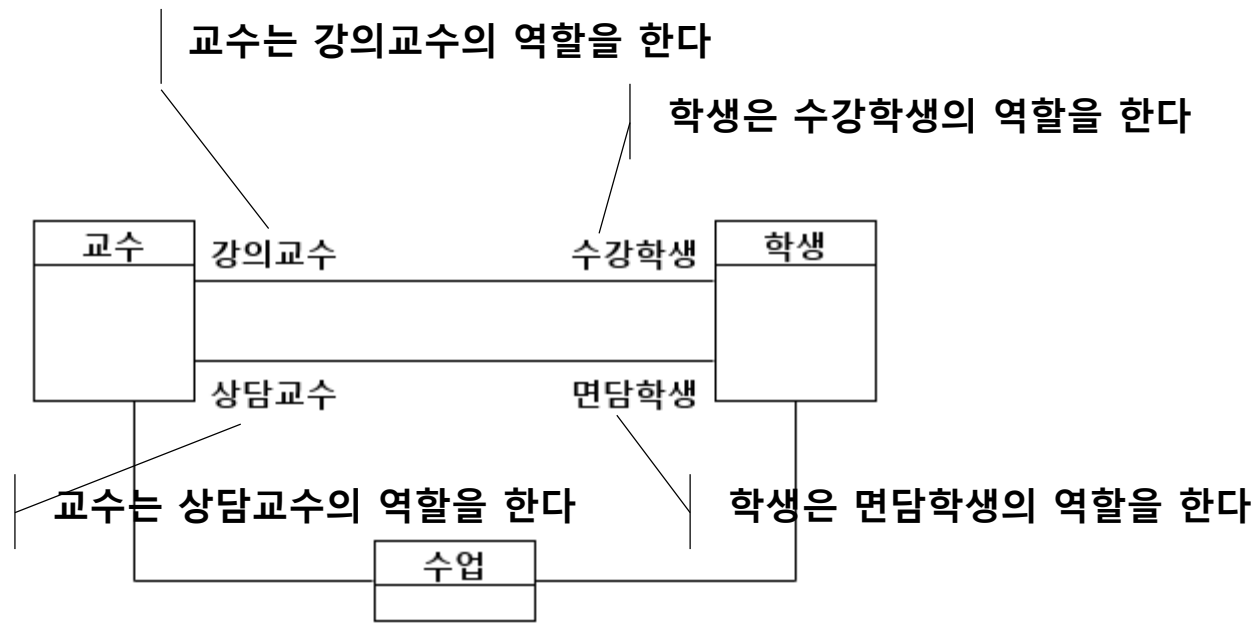 교수는 강의교수의 역할을 한다
학생은 수강학생의 역할을 한다
교수
강의교수
수강학생
학생
상담교수
면담학생
교수는 상담교수의 역할을 한다
학생은 면담학생의 역할을 한다
수업